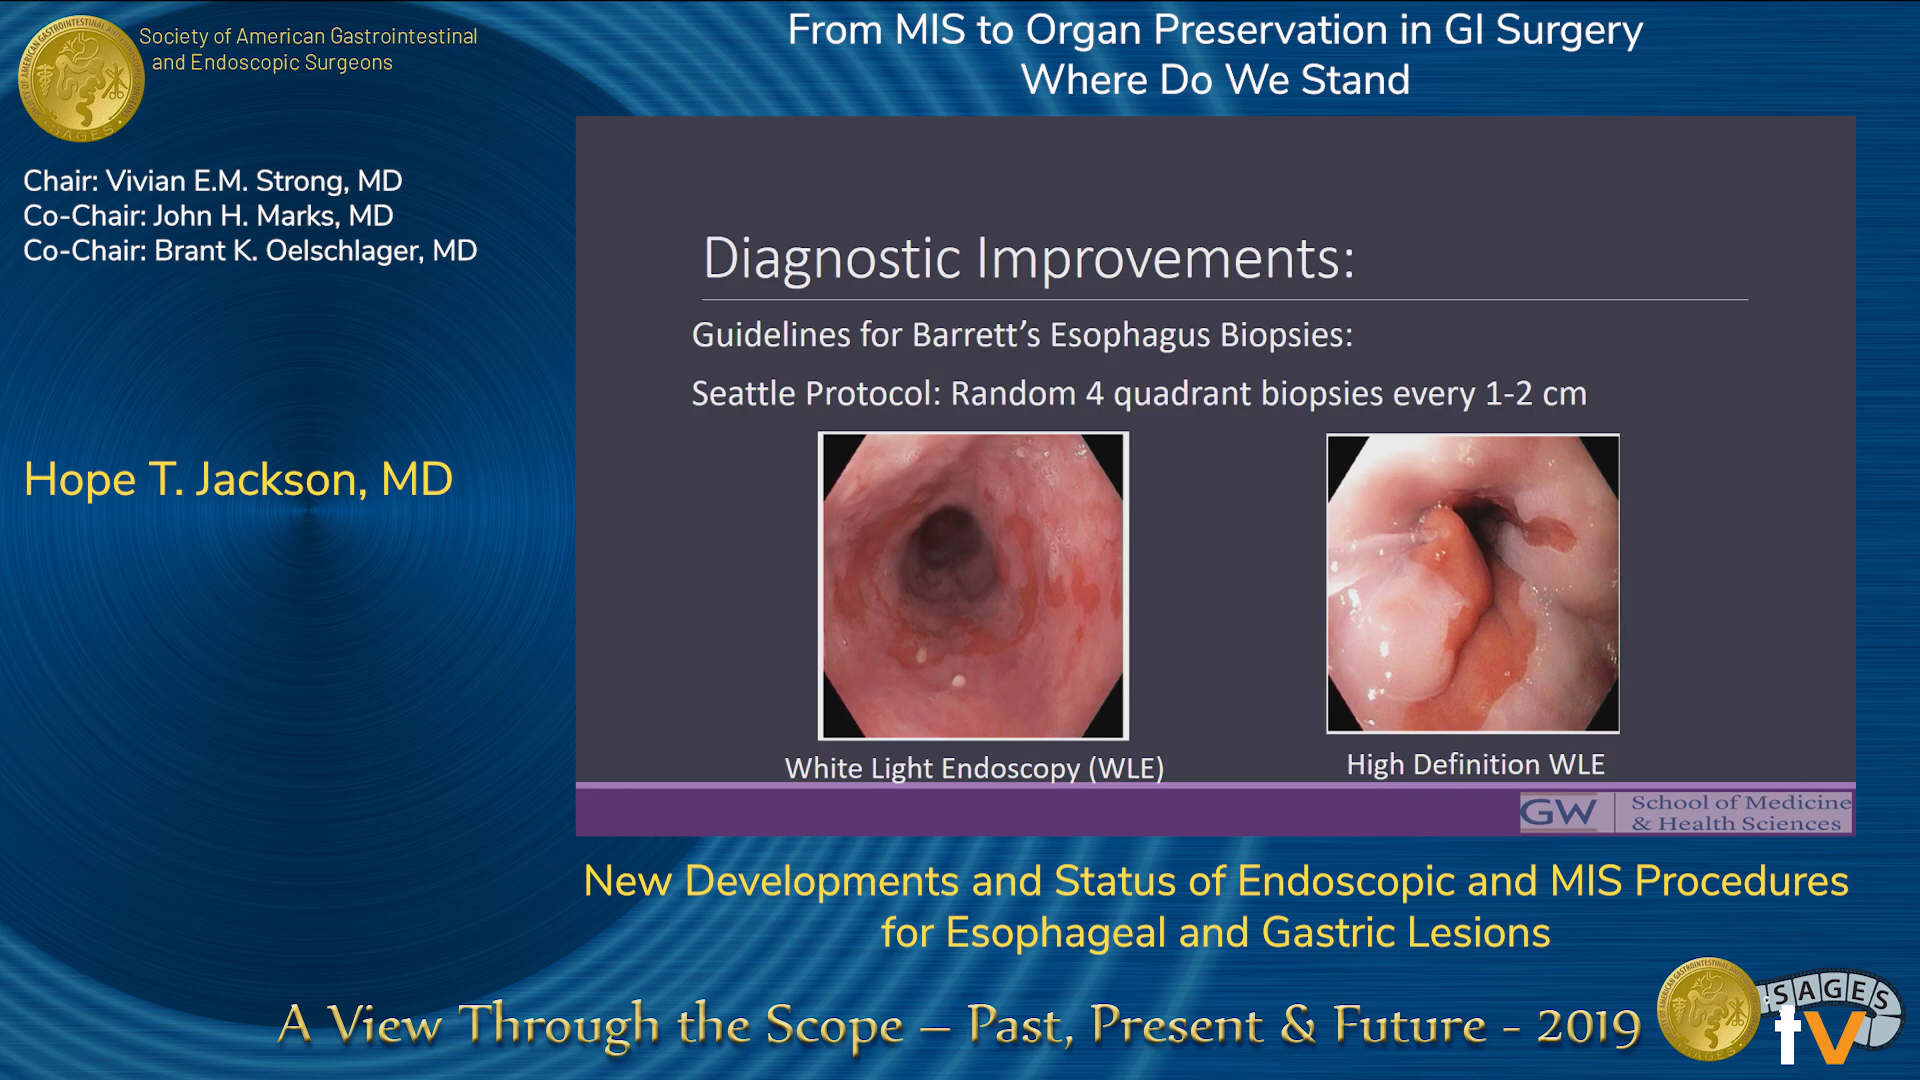 Society of American Gastrointestinal
and Endoscopic Surgeons
From MIS to Organ Preservation in GI Surgery
Where Do We Stand
Chair: Vivian E.M. Strong, MD
Co-Chair: John H. Marks, MD
Co-Chair: Brant K. Oelschlager, MD
Hope T. Jackson, MD
Diagnostic Improvements:
Guidelines for Barrett's Esophagus Biopsies:
Seattle Protocol: Random 4 quadrant biopsies every 1-2 cm
White Light Endoscopy (WLE)
High Definition WLE
GW
School of Medicine
& Health Sciences
New Developments and Status of Endoscopic and MIS Procedures
for Esophageal and Gastric Lesions
A View Through the Scope – Past, Present & Future - 2019
SAGES
tv